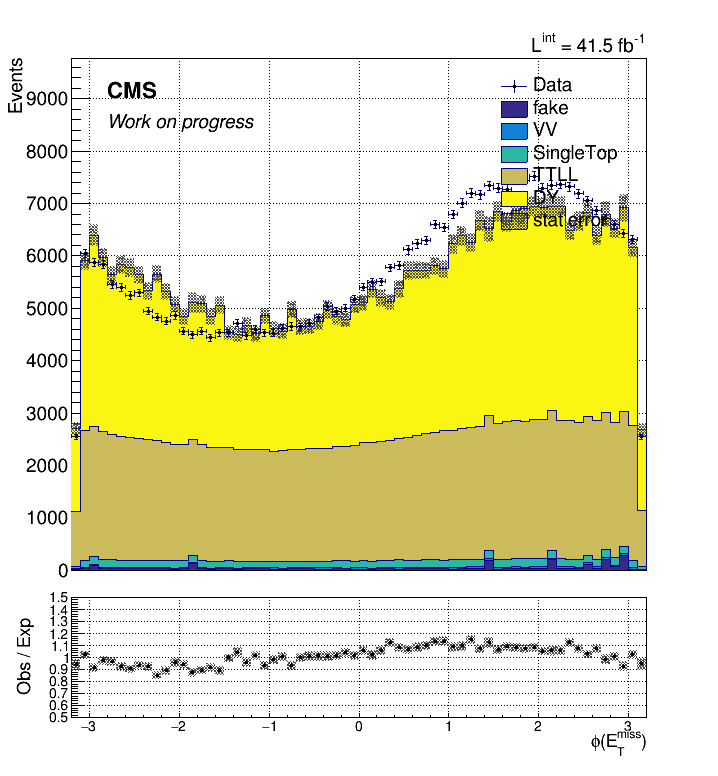 L^int = 41.5 fb^-1
Events
CMS
Work on progress
Data
fake
VV
SingleTop
TTLL
DY
stat error
9000
8000
7000
6000
5000
4000
3000
2000
1000
0
Obs / Exp
1.5
1.4
1.3
1.2
1.1
1
0.9
0.8
0.7
0.6
0.5
−3 −2 −1 0 1 2 3
ϕ(E_T^miss)